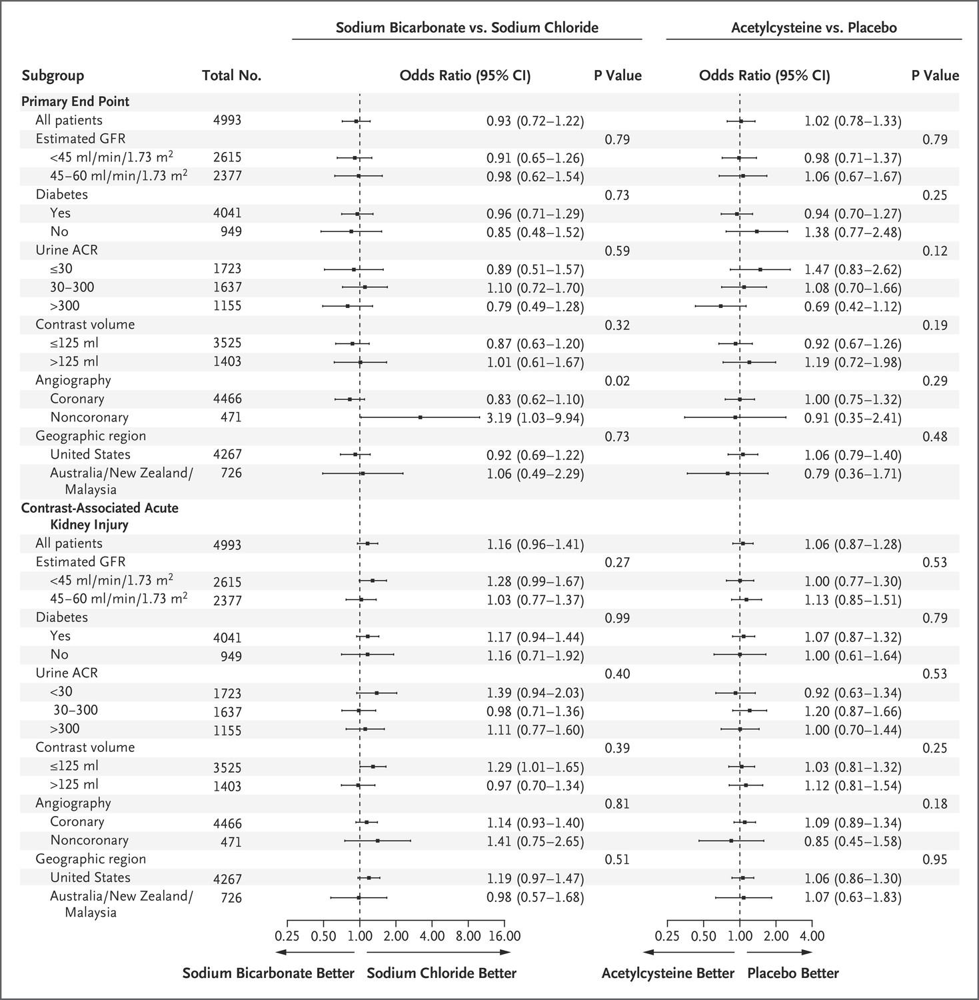 Sodium Bicarbonate vs. Sodium Chloride Acetylcysteine vs. Placebo
Subgroup Total No. Odds Ratio (95% CI) P Value Odds Ratio (95% CI) P Value
Primary End Point
All patients 4993 0.93 (0.72–1.22) 1.02 (0.78–1.33)
Estimated GFR 0.79 0.79
<45 ml/min/1.73 m² 2615 0.91 (0.65–1.26) 0.98 (0.71–1.37)
45–60 ml/min/1.73 m² 2377 0.98 (0.62–1.54) 1.06 (0.67–1.67)
Diabetes 0.73 0.25
Yes 4041 0.96 (0.71–1.29) 0.94 (0.70–1.27)
No 949 0.85 (0.48–1.52) 1.38 (0.77–2.48)
Urine ACR 0.59 0.12
≤30 1723 0.89 (0.51–1.57) 1.47 (0.83–2.62)
30–300 1637 1.10 (0.72–1.70) 1.08 (0.70–1.66)
>300 1155 0.79 (0.49–1.28) 0.69 (0.42–1.12)
Contrast volume 0.32 0.19
≤125 ml 3525 0.87 (0.63–1.20) 0.92 (0.67–1.26)
>125 ml 1403 1.01 (0.61–1.67) 1.19 (0.72–1.98)
Angiography 0.02 0.29
Coronary 4466 0.83 (0.62–1.10) 1.00 (0.75–1.32)
Noncoronary 471 3.19 (1.03–9.94) 0.91 (0.35–2.41)
Geographic region 0.73 0.48
United States 4267 0.92 (0.69–1.22) 1.06 (0.79–1.40)
Australia/New Zealand/ 726 1.06 (0.49–2.29) 0.79 (0.36–1.71)
Malaysia
Contrast-Associated Acute
Kidney Injury
All patients 4993 1.16 (0.96–1.41) 1.06 (0.87–1.28)
Estimated GFR 0.27 0.53
<45 ml/min/1.73 m² 2615 1.28 (0.99–1.67) 1.00 (0.77–1.30)
45–60 ml/min/1.73 m² 2377 1.03 (0.77–1.37) 1.13 (0.85–1.51)
Diabetes 0.99 0.79
Yes 4041 1.17 (0.94–1.44) 1.07 (0.87–1.32)
No 949 1.16 (0.71–1.92) 1.00 (0.61–1.64)
Urine ACR 0.40 0.53
<30 1723 1.39 (0.94–2.03) 0.92 (0.63–1.34)
30–300 1637 0.98 (0.71–1.36) 1.20 (0.87–1.66)
>300 1155 1.11 (0.77–1.60) 1.00 (0.70–1.44)
Contrast volume 0.39 0.25
≤125 ml 3525 1.29 (1.01–1.65) 1.03 (0.81–1.32)
>125 ml 1403 0.97 (0.70–1.34) 1.12 (0.81–1.54)
Angiography 0.81 0.18
Coronary 4466 1.14 (0.93–1.40) 1.09 (0.89–1.34)
Noncoronary 471 1.41 (0.75–2.65) 0.85 (0.45–1.58)
Geographic region 0.51 0.95
United States 4267 1.19 (0.97–1.47) 1.06 (0.86–1.30)
Australia/New Zealand/ 726 0.98 (0.57–1.68) 1.07 (0.63–1.83)
Malaysia
0.25 0.50 1.00 2.00 4.00 8.00 16.00 0.25 0.50 1.00 2.00 4.00
Sodium Bicarbonate Better Sodium Chloride Better Acetylcysteine Better Placebo Better